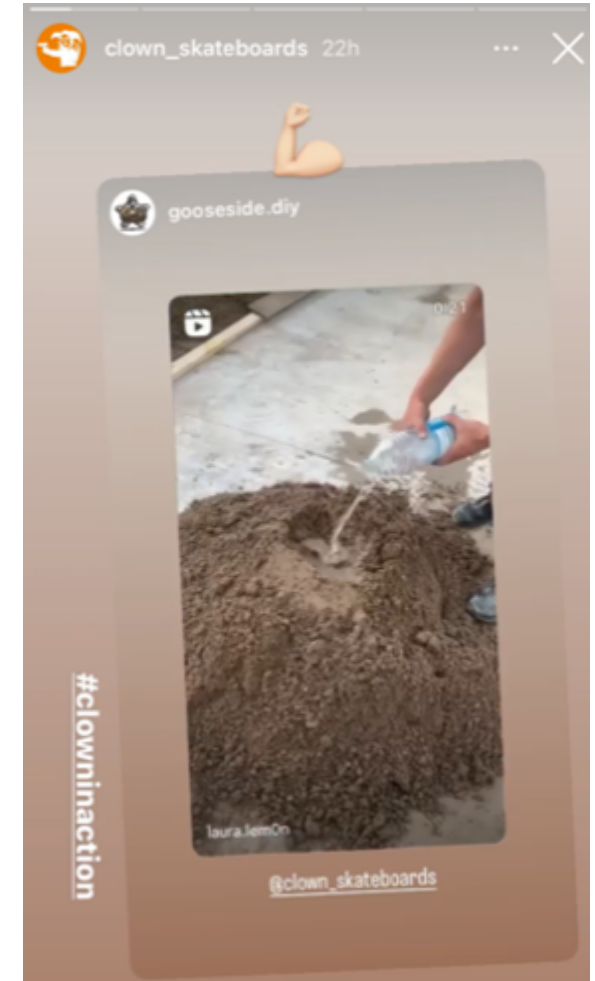 clown_skateboards 22h
gooseside.diy
0:21
laura.lem0n
@clown_skateboards
#clowninaction